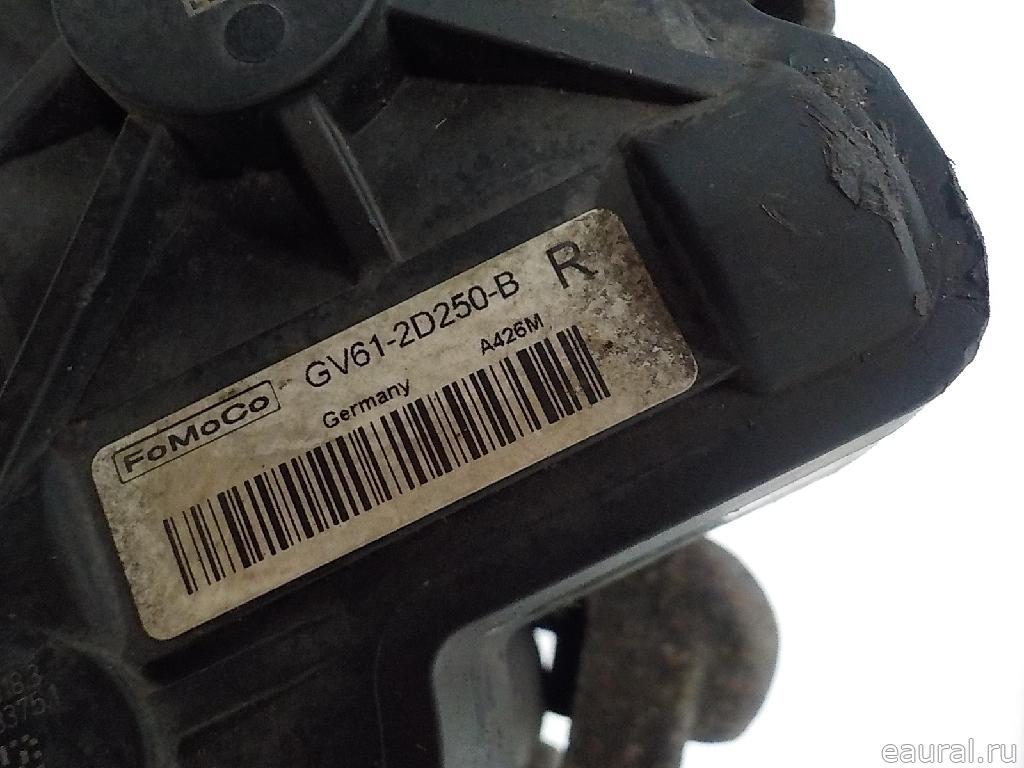 FoMoCo GV61-2D250-B R
Germany A426M
eaural.ru